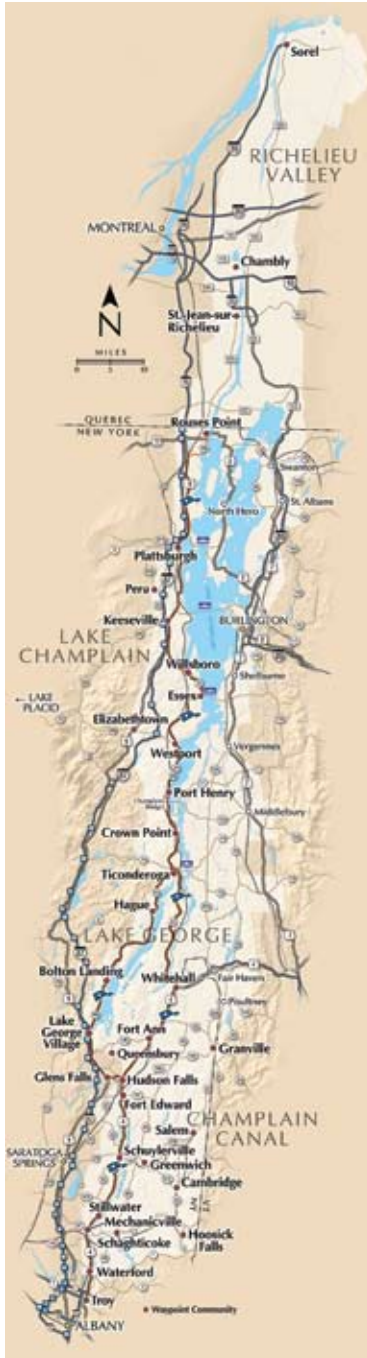 Sorel
RICHELIEU
VALLEY
MONTREAL
Chambly
N
St. Jean-sur
Richelieu
MILES
QUEBEC
NEW YORK
Rouses Point
Swanton
St. Albans
North Hero
Plattsburgh
Peru
Keeseville
BURLINGTON
LAKE
CHAMPLAIN
Willsboro
Shelburne
← LAKE
PLACID
Essex
Elizabethtown
Westport
Vergennes
Port Henry
Middlebury
Crown Point
Ticonderoga
Hague
LAKE GEORGE
Bolton Landing
Whitehall
Fair Haven
Poultney
Lake
George
Village
Fort Ann
Queensbury
Granville
Glens Falls
Hudson Falls
Fort Edward
CHAMPLAIN
CANAL
Salem
SARATOGA
SPRINGS
Schuylerville
Greenwich
Cambridge
NY
VT
Stillwater
Mechanicville
Schaghticoke
Hoosick
Falls
Waterford
Troy
Waypoint Community
ALBANY